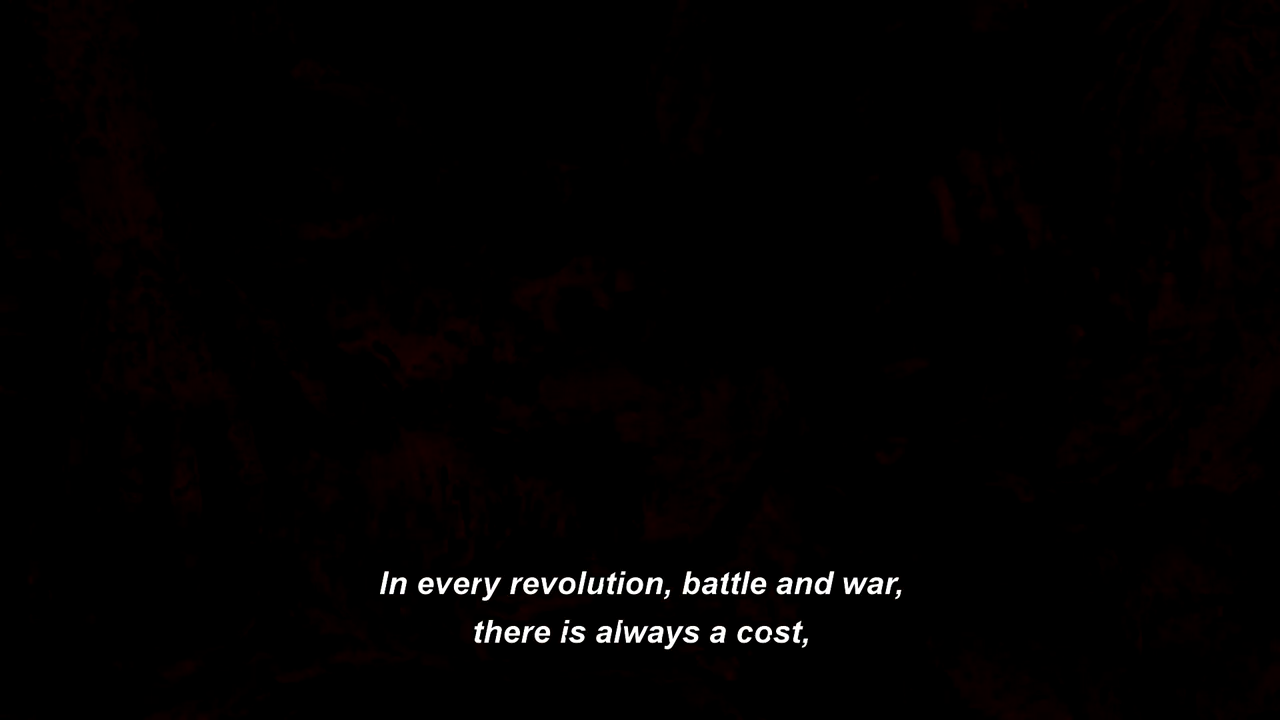 In every revolution, battle and war,
there is always a cost,